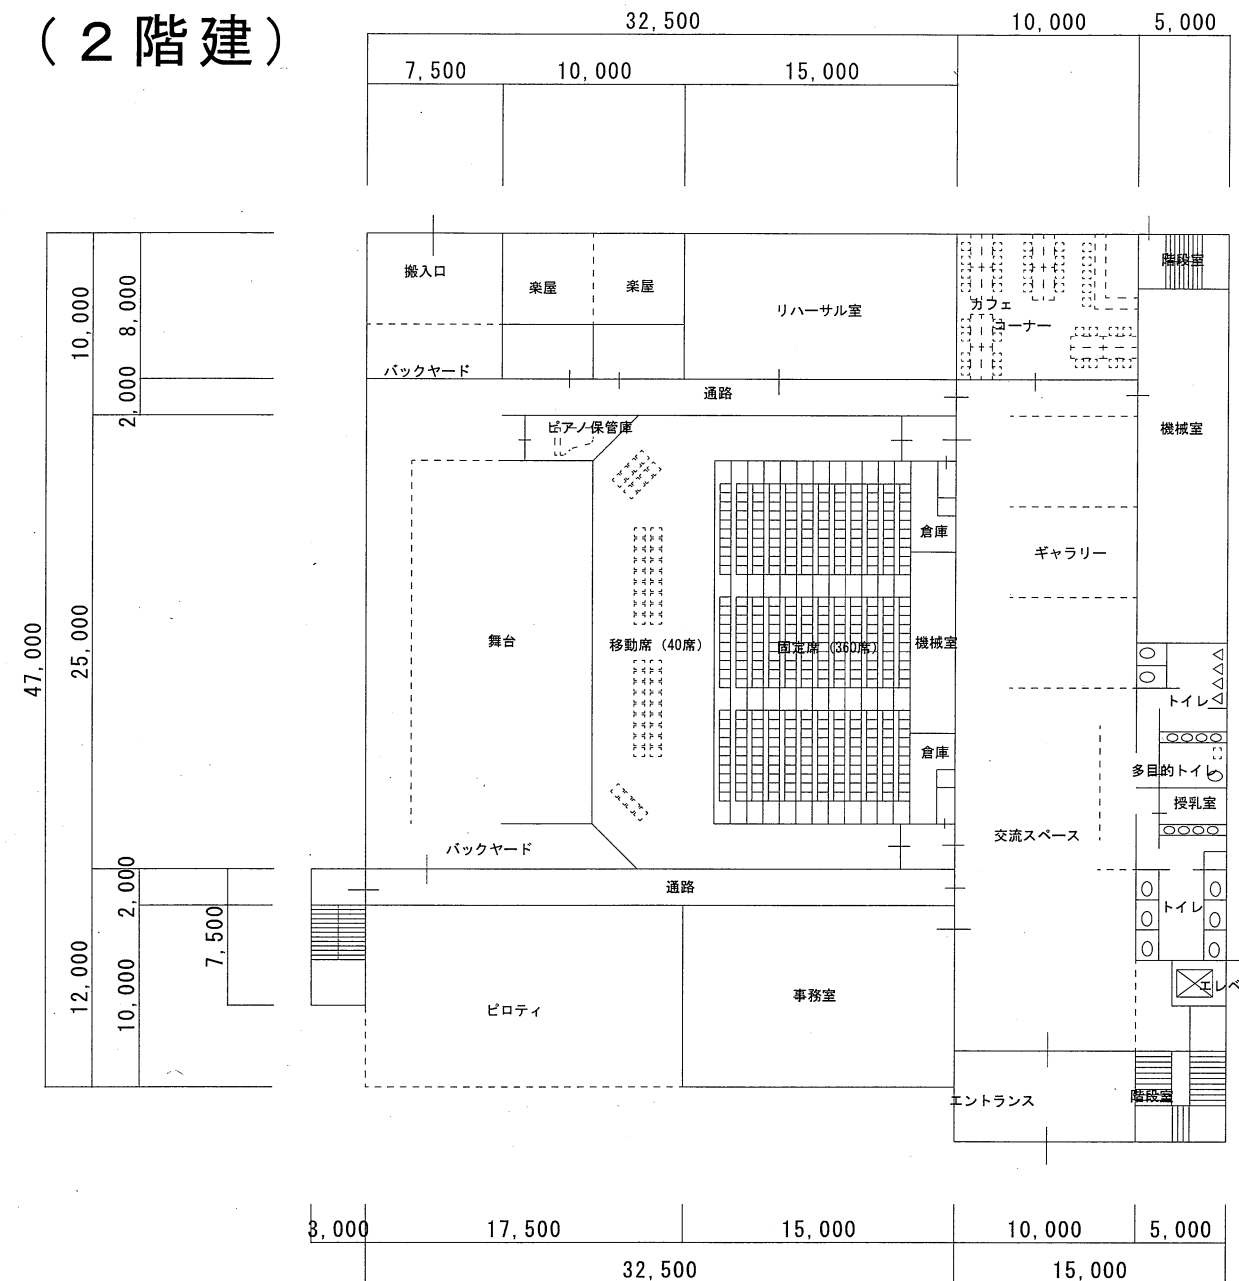 （２階建）
32,500
10,000
5,000
7,500
10,000
15,000
搬入口
楽屋
楽屋
リハーサル室
カフェ
コーナー
階段室
10,000
8,000
2,000
バックヤード
通路
ピアノ保管庫
機械室
倉庫
ギャラリー
47,000
25,000
舞台
移動席（40席）
固定席（360席）
機械室
トイレ
倉庫
多目的トイレ
授乳室
交流スペース
バックヤード
通路
トイレ
2,000
7,500
12,000
10,000
ピロティ
事務室
エレベ
エントランス
階段室
3,000
17,500
15,000
10,000
5,000
32,500
15,000